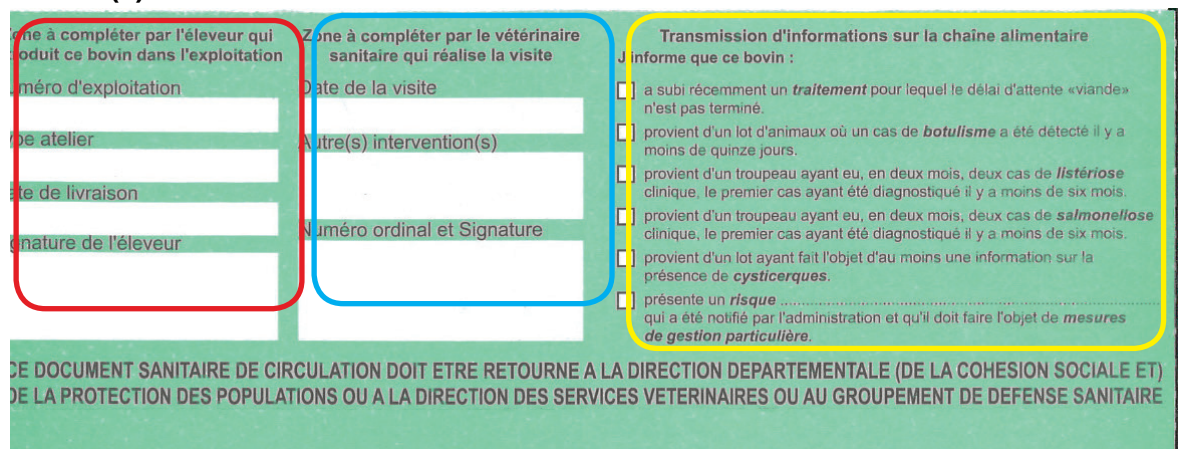 Zone à compléter par l'éleveur qui
oduit ce bovin dans l'exploitation
méro d'exploitation
pe atelier
te de livraison
gnature de l'éleveur
Zone à compléter par le vétérinaire
sanitaire qui réalise la visite
Date de la visite
Autre(s) intervention(s)
Numéro ordinal et Signature
Transmission d'informations sur la chaîne alimentaire
J'informe que ce bovin :
a subi récemment un traitement pour lequel le délai d'attente «viande»
n'est pas terminé.
provient d'un lot d'animaux où un cas de botulisme a été détecté il y a
moins de quinze jours.
provient d'un troupeau ayant eu, en deux mois, deux cas de listériose
clinique, le premier cas ayant été diagnostiqué il y a moins de six mois.
provient d'un troupeau ayant eu, en deux mois, deux cas de salmonellose
clinique, le premier cas ayant été diagnostiqué il y a moins de six mois.
provient d'un lot ayant fait l'objet d'au moins une information sur la
présence de cysticerques.
présente un risque ..........
qui a été notifié par l'administration et qu'il doit faire l'objet de mesures
de gestion particulière.
CE DOCUMENT SANITAIRE DE CIRCULATION DOIT ETRE RETOURNE A LA DIRECTION DEPARTEMENTALE (DE LA COHESION SOCIALE ET)
DE LA PROTECTION DES POPULATIONS OU A LA DIRECTION DES SERVICES VETERINAIRES OU AU GROUPEMENT DE DEFENSE SANITAIRE